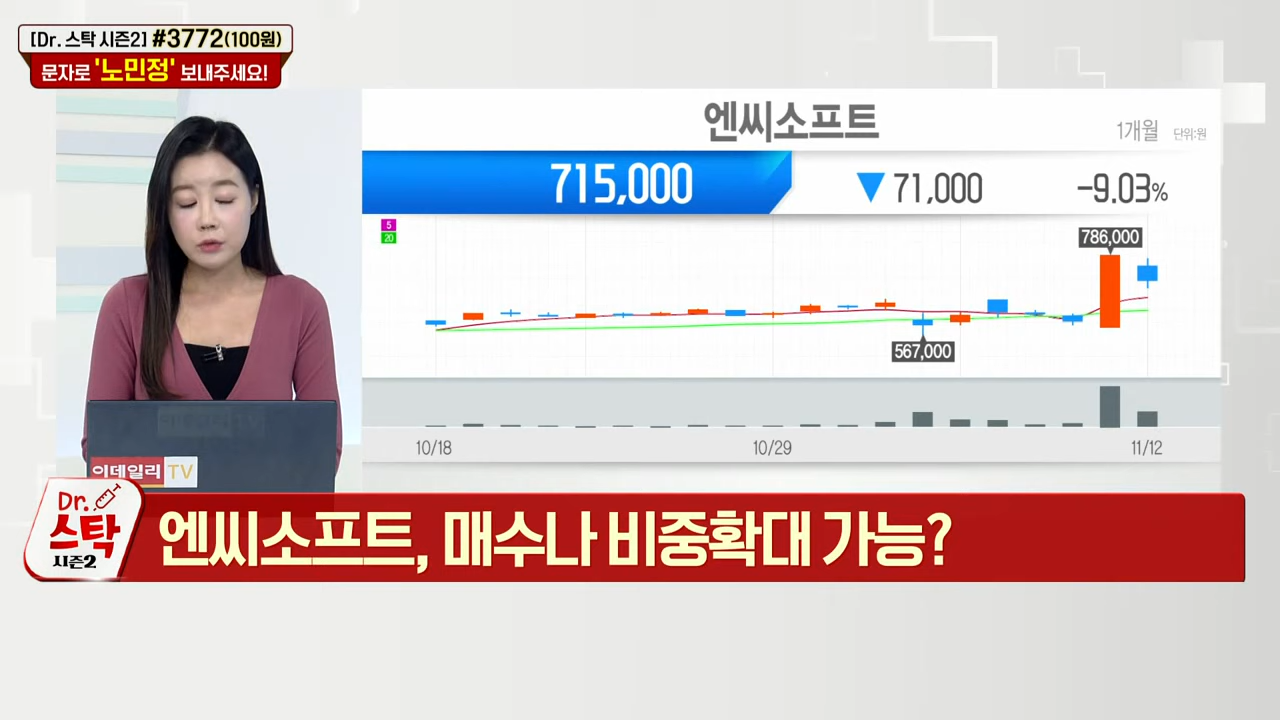 [Dr. 스탁 시즌2] #3772(100원)
문자로 '노민정' 보내주세요!
엔씨소프트
1개월 단위:원
715,000 ▼ 71,000 -9.03%
5
20
786,000
567,000
10/18 10/29 11/12
이데일리 TV
Dr.
스탁
시즌2
엔씨소프트, 매수나 비중확대 가능?